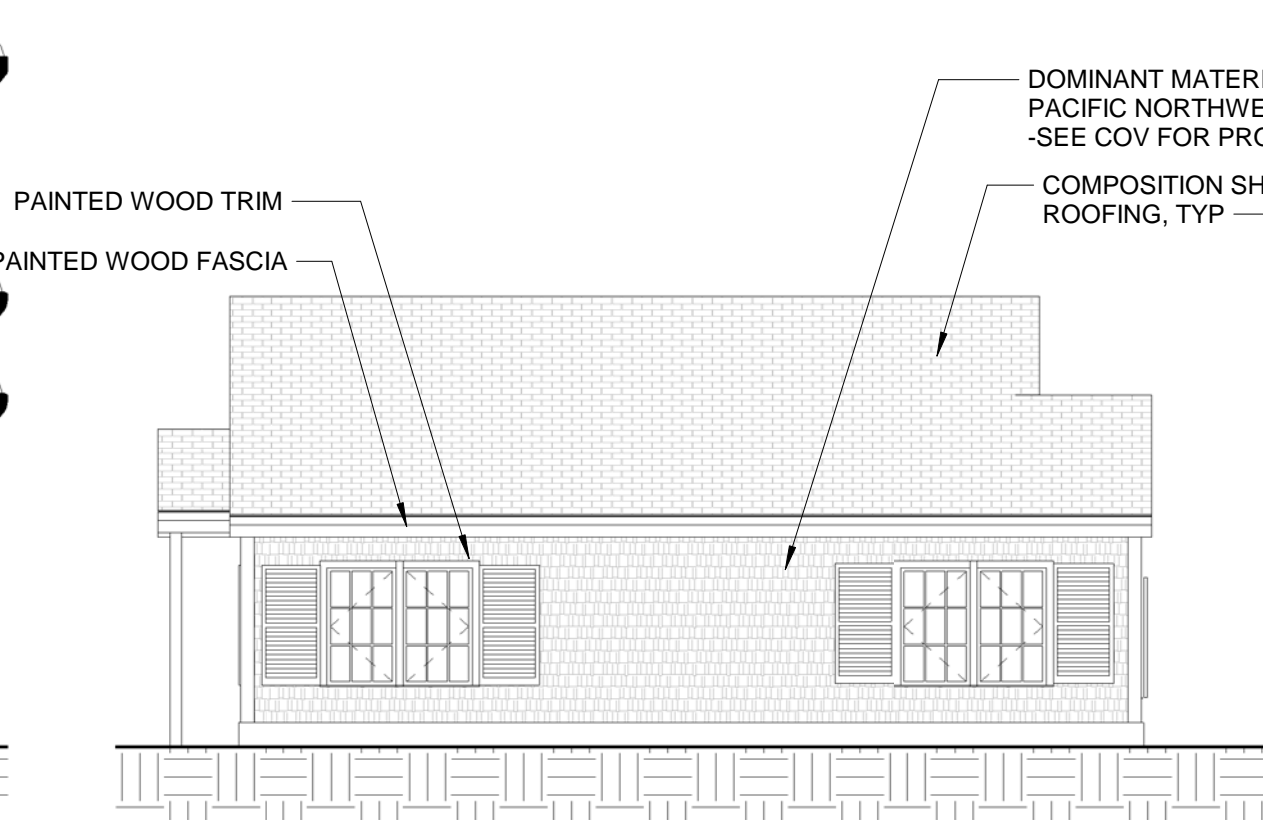 DOMINANT MATERI
PACIFIC NORTHWE
-SEE COV FOR PRO
COMPOSITION SH
ROOFING, TYP
PAINTED WOOD TRIM
PAINTED WOOD FASCIA